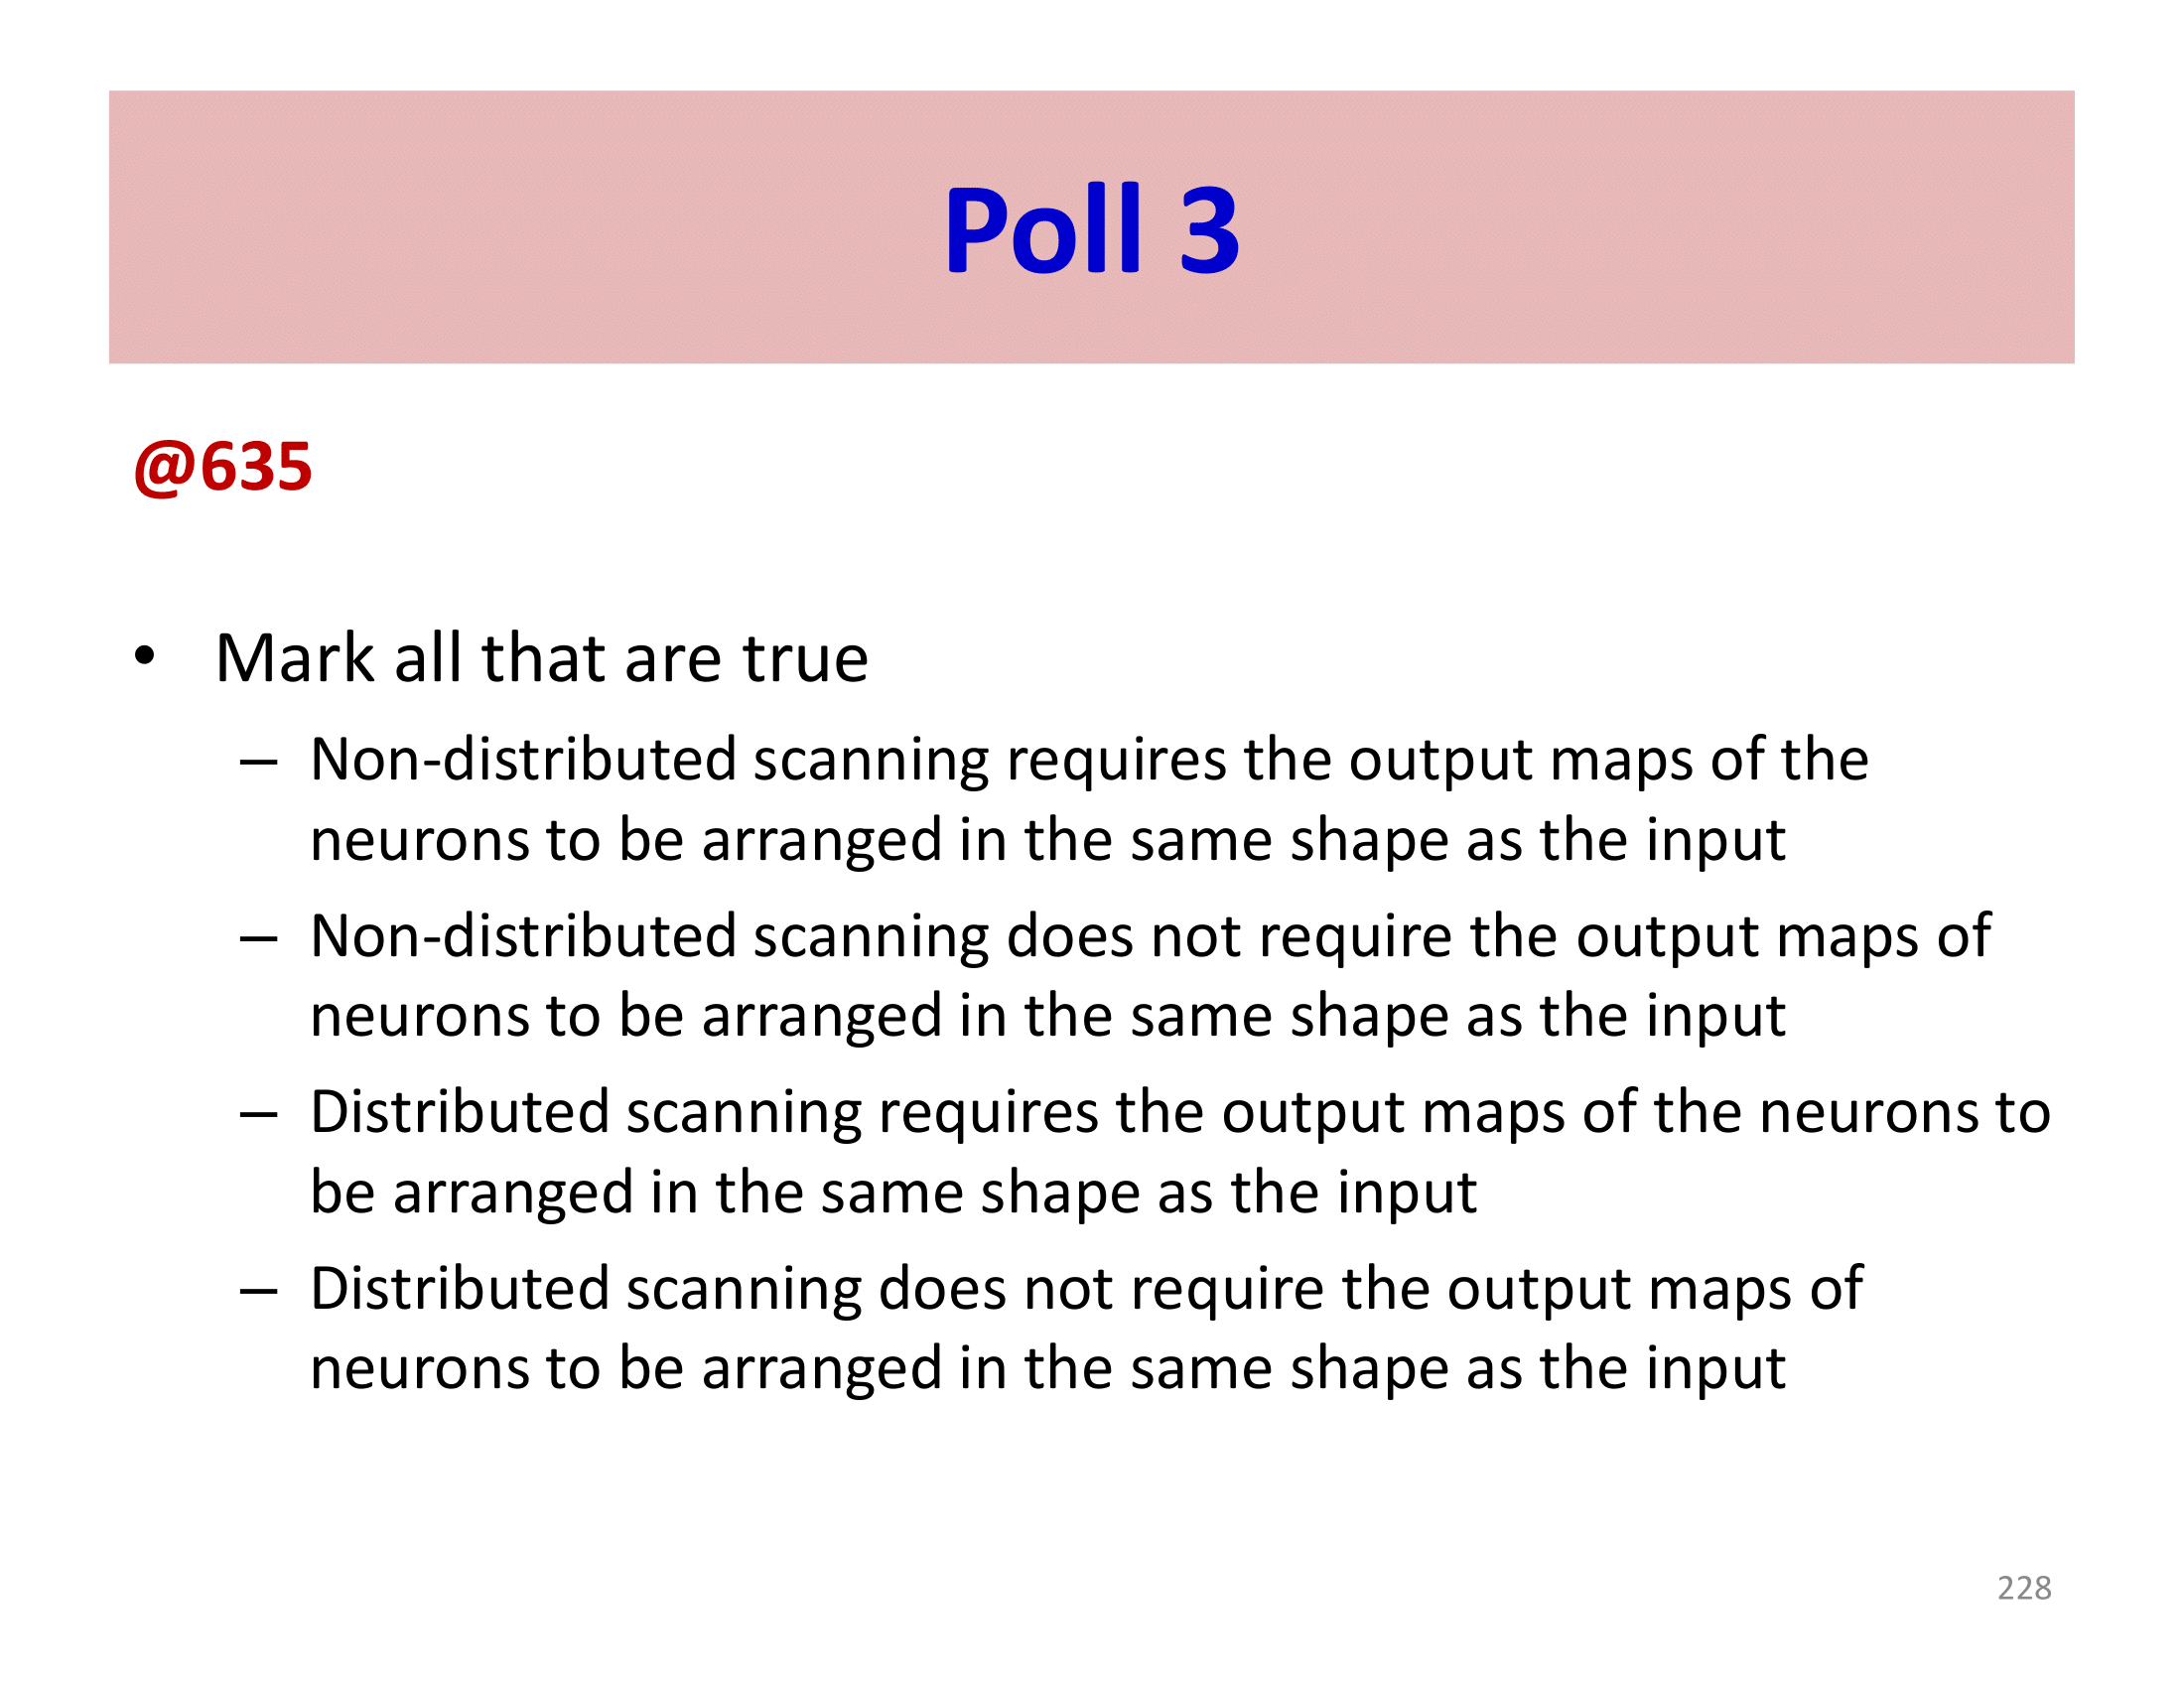 Poll 3
@635
• Mark all that are true
– Non-distributed scanning requires the output maps of the
neurons to be arranged in the same shape as the input
– Non-distributed scanning does not require the output maps of
neurons to be arranged in the same shape as the input
– Distributed scanning requires the output maps of the neurons to
be arranged in the same shape as the input
– Distributed scanning does not require the output maps of
neurons to be arranged in the same shape as the input
228